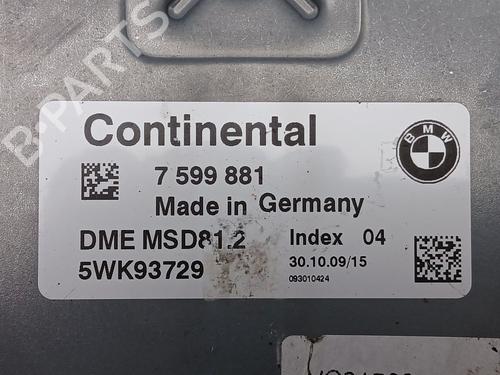 B-PARTS
Continental
BMW
7 599 881
Made in Germany
DME MSD81.2 Index 04
5WK93729 30.10.09/15
093010424